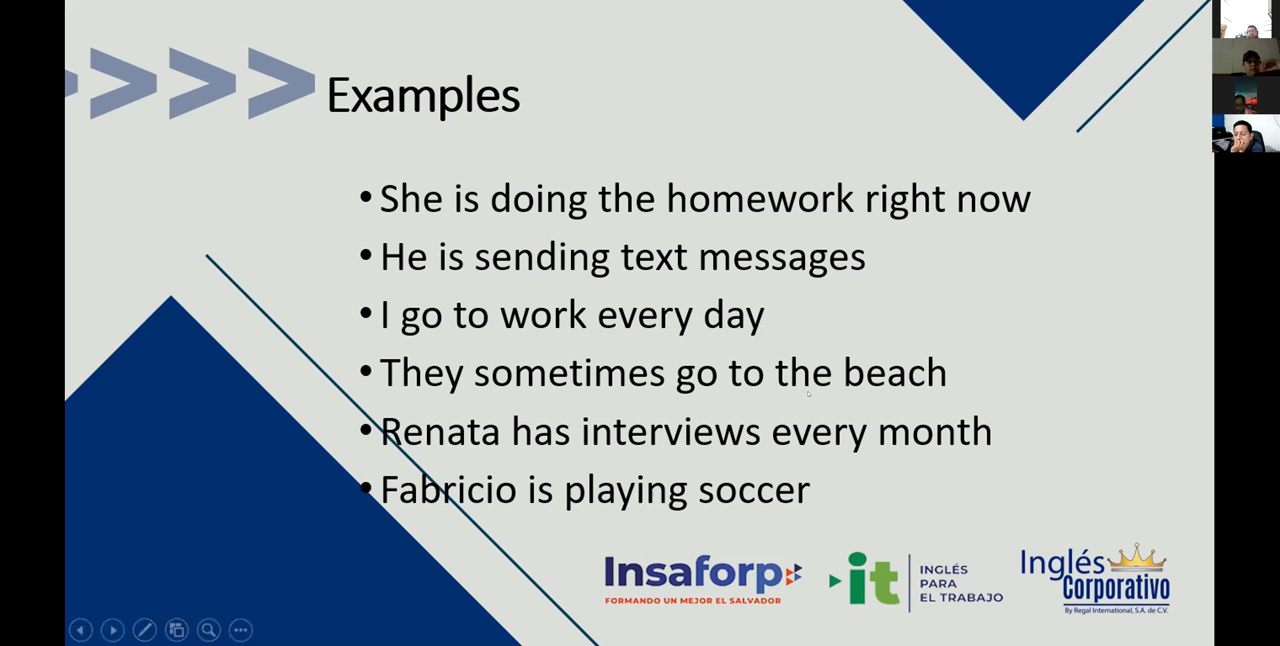 Examples
• She is doing the homework right now
• He is sending text messages
• I go to work every day
• They sometimes go to the beach
• Renata has interviews every month
• Fabricio is playing soccer
Insaforp
FORMANDO UN MEJOR EL SALVADOR
it
INGLÉS
PARA
EL TRABAJO
Inglés
Corporativo
By Regal International, S.A. de C.V.